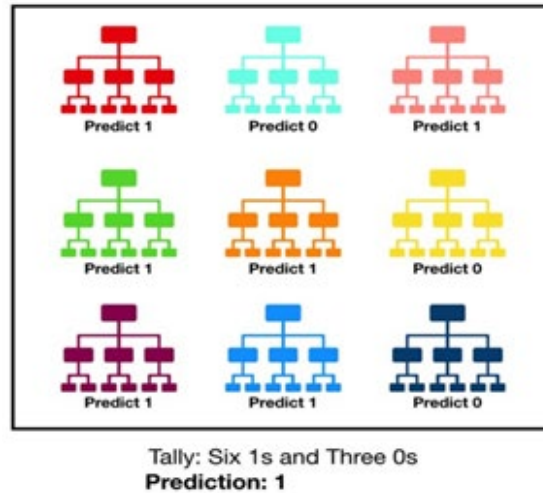 Predict 1 Predict 0 Predict 1
Predict 1 Predict 1 Predict 0
Predict 1 Predict 1 Predict 0
Tally: Six 1s and Three 0s
Prediction: 1